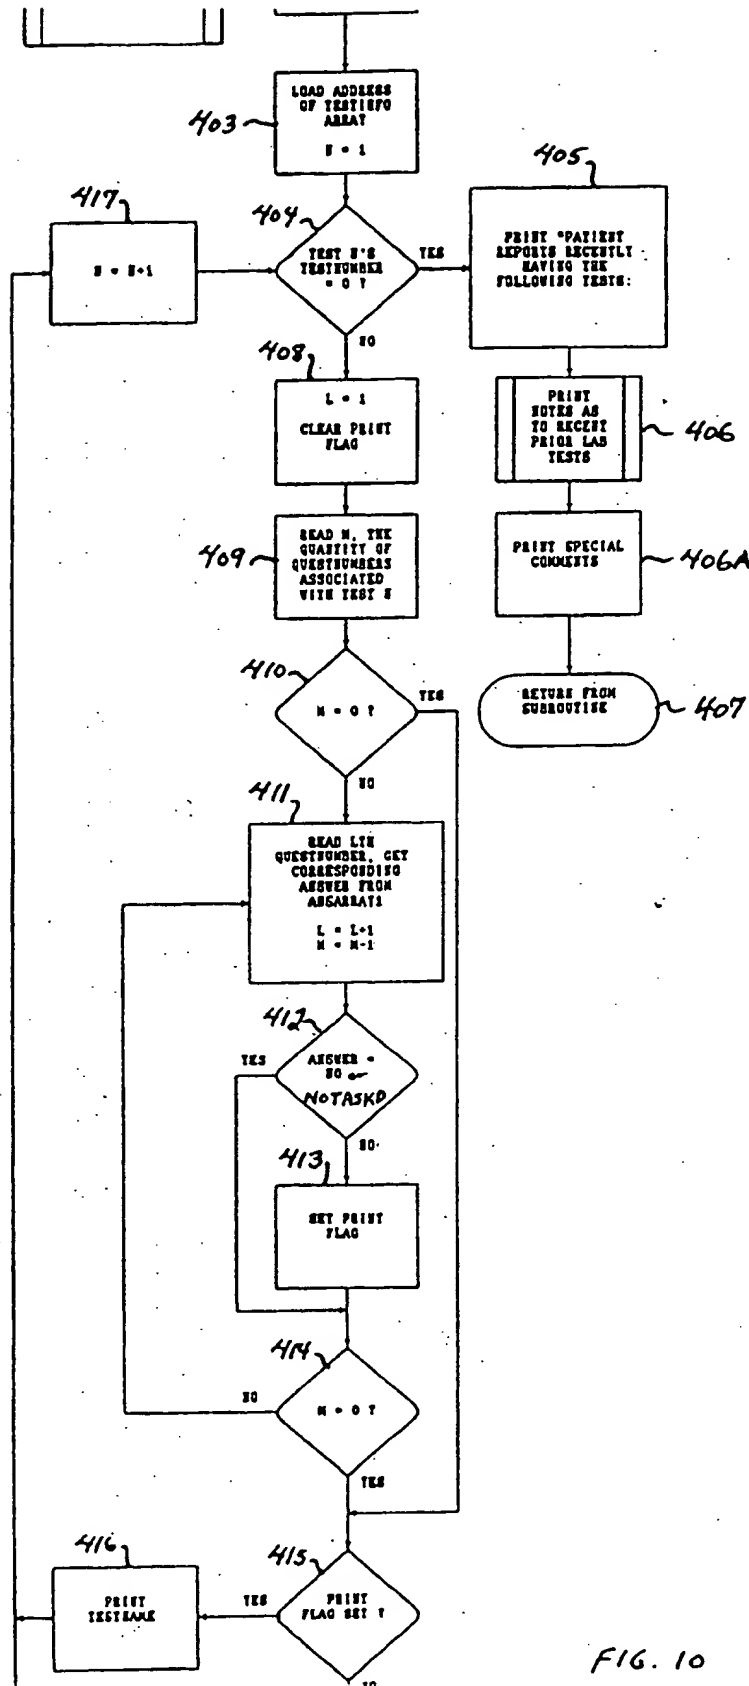 LOAD ADDRESS
OF TESTINFO
ARRAY
N = 1
403
417
N = N+1
404
TEST N'S
TESTNUMBER
= 0 ?
YES
NO
405
PRINT "PATIENT
REPORTS RECENTLY
HAVING THE
FOLLOWING TESTS:
408
L = 1
CLEAR PRINT
FLAG
PRINT
NOTES AS
TO RECENT
PRIOR LAB
TESTS
406
409
READ M, THE
QUANTITY OF
QUESTNUMBERS
ASSOCIATED
WITH TEST N
PRINT SPECIAL
COMMENTS
406A
410
M = 0 ?
YES
NO
RETURN FROM
SUBROUTINE
407
411
READ LTH
QUESTNUMBER, GET
CORRESPONDING
ANSWER FROM
ANSARRAY1
L = L+1
M = M-1
412
YES
ANSWER =
NO or
NOTASKD
NO
413
SET PRINT
FLAG
414
NO
M = 0 ?
YES
416
PRINT
TESTNAME
415
YES
PRINT
FLAG SET ?
NO
FIG. 10